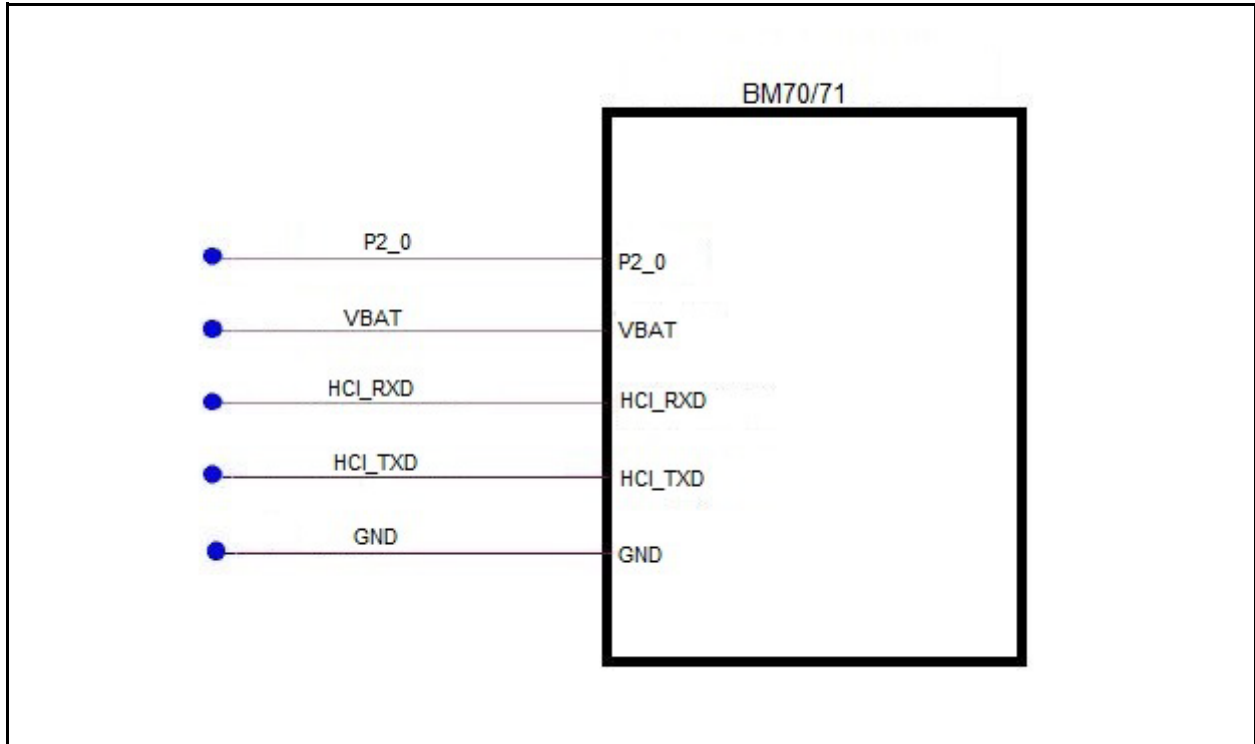 BM70/71
P2_0
P2_0
VBAT
VBAT
HCI_RXD
HCI_RXD
HCI_TXD
HCI_TXD
GND
GND